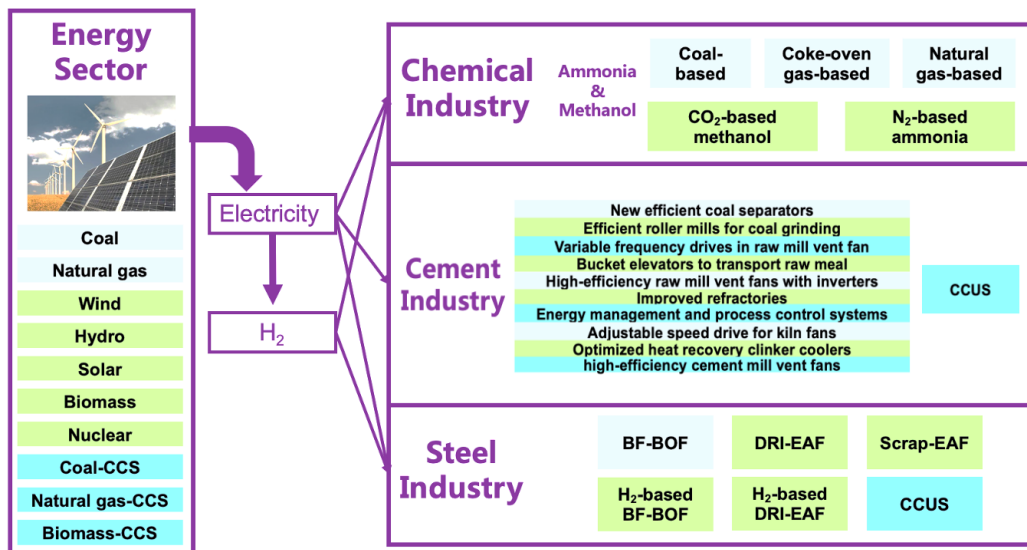 Energy
Sector
Coal
Natural gas
Wind
Hydro
Solar
Biomass
Nuclear
Coal-CCS
Natural gas-CCS
Biomass-CCS
Electricity
H₂
Chemical
Industry
Ammonia
&
Methanol
Coal-
based
Coke-oven
gas-based
Natural
gas-based
CO₂-based
methanol
N₂-based
ammonia
Cement
Industry
New efficient coal separators
Efficient roller mills for coal grinding
Variable frequency drives in raw mill vent fan
Bucket elevators to transport raw meal
High-efficiency raw mill vent fans with inverters
Improved refractories
Energy management and process control systems
Adjustable speed drive for kiln fans
Optimized heat recovery clinker coolers
high-efficiency cement mill vent fans
CCUS
Steel
Industry
BF-BOF
DRI-EAF
Scrap-EAF
H₂-based
BF-BOF
H₂-based
DRI-EAF
CCUS